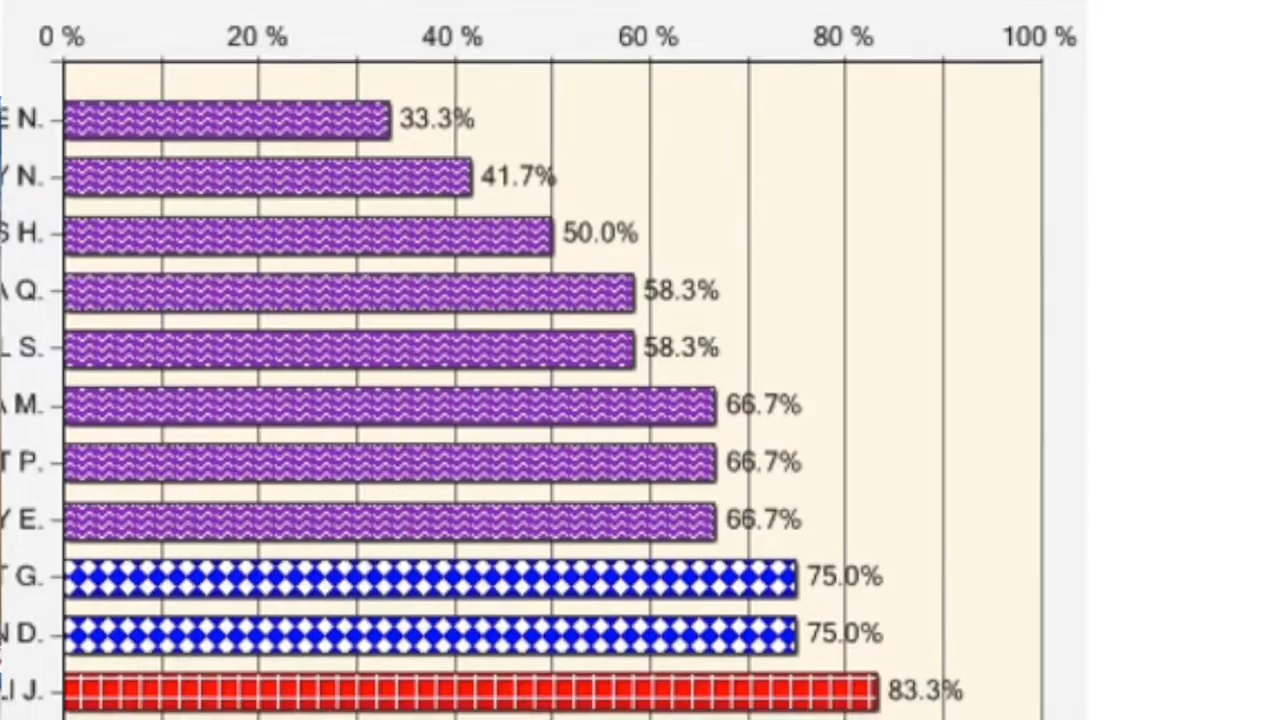 0 % 20 % 40 % 60 % 80 % 100 %
E N. 33.3%
Y N. 41.7%
S H. 50.0%
A Q. 58.3%
L S. 58.3%
A M. 66.7%
T P. 66.7%
Y E. 66.7%
T G. 75.0%
N D. 75.0%
LI J. 83.3%